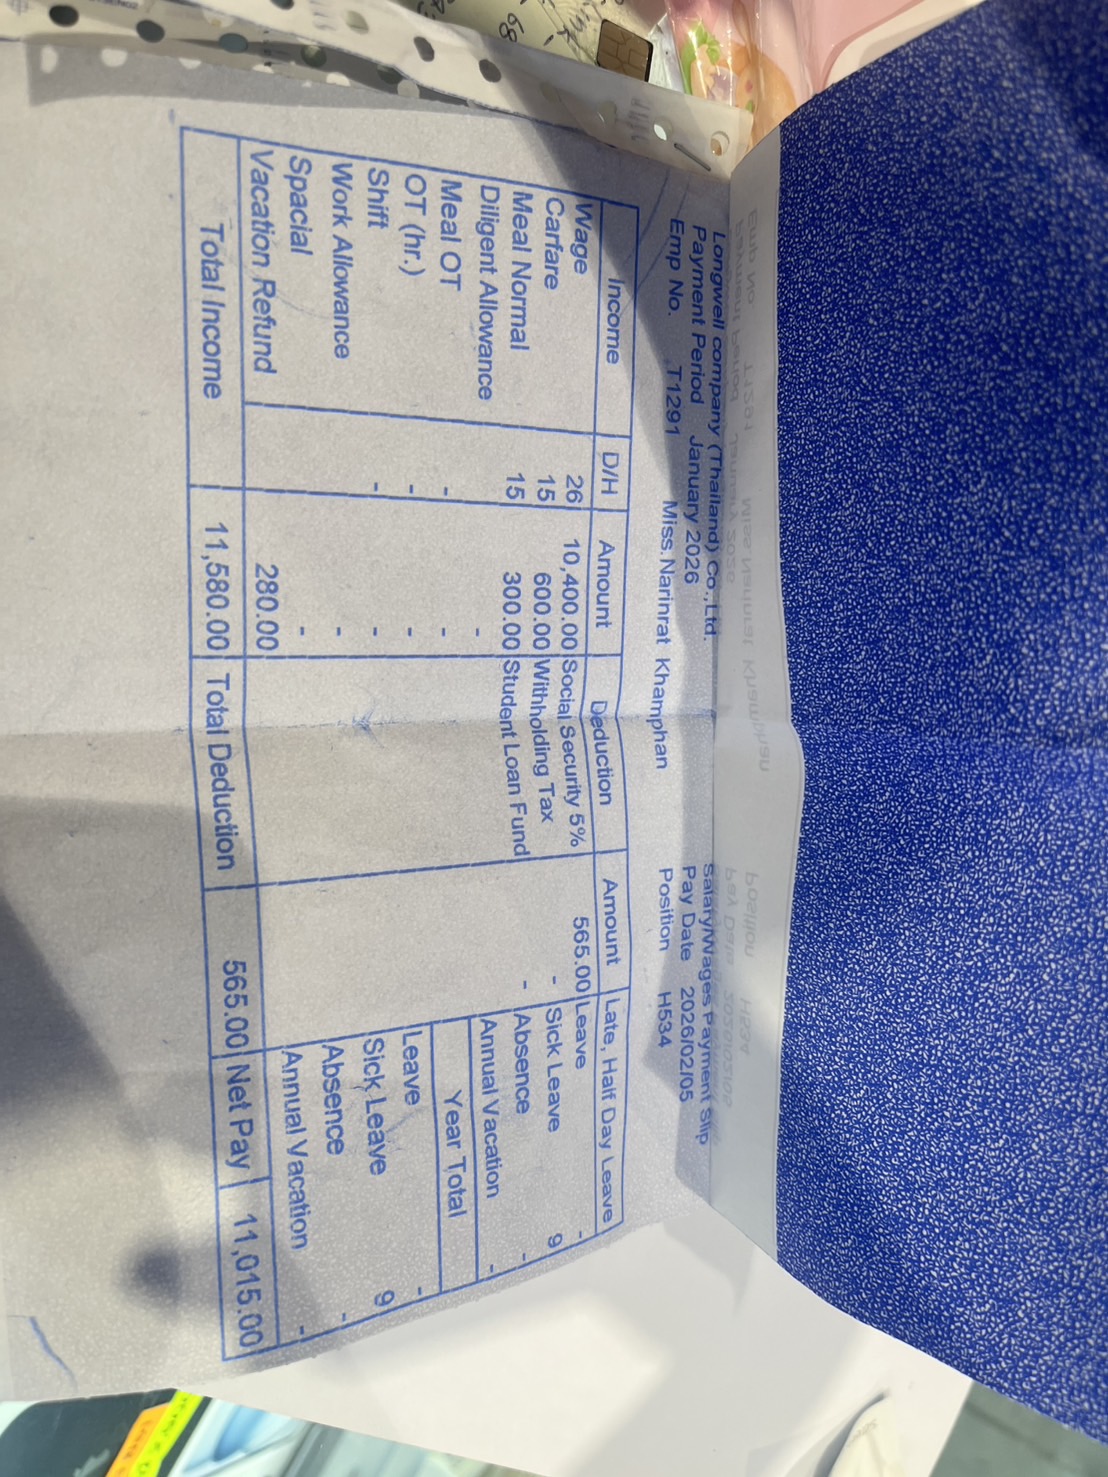 Longwell company (Thailand) Co.,Ltd. Salary/Wages Payment Slip
Payment Period January 2026 Pay Date 2026/02/05
Emp No. T1291 Miss.Narinrat Khamphan Position H534
Income D/H Amount Deduction Amount Late, Half Day Leave -
Wage 26 10,400.00 Social Security 5% 565.00 Leave -
Carfare 15 600.00 Withholding Tax - Sick Leave 9
Meal Normal 15 300.00 Student Loan Fund - Absence -
Diligent Allowance - Annual Vacation -
Meal OT - - Year Total
OT (hr.) - - Leave -
Shift - - Sick Leave 9
Work Allowance - Absence -
Spacial - Annual Vacation -
Vacation Refund 280.00
Total Income 11,580.00 Total Deduction 565.00 Net Pay 11,015.00
68